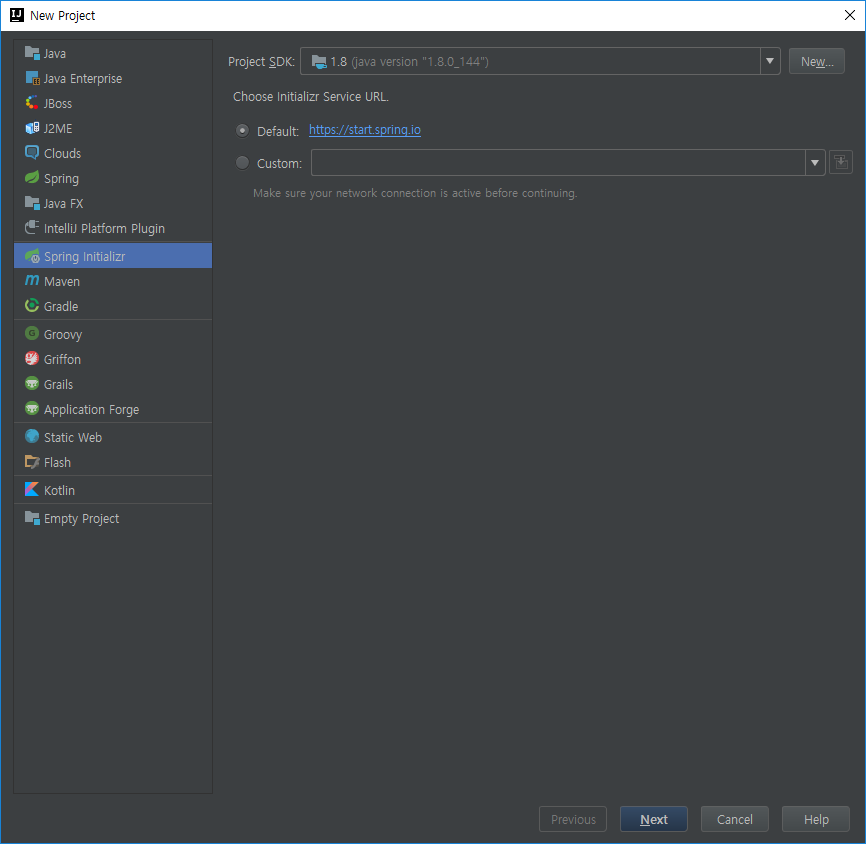 New Project
Java
Java Enterprise
JBoss
J2ME
Clouds
Spring
Java FX
IntelliJ Platform Plugin
Spring Initializr
Maven
Gradle
Groovy
Griffon
Grails
Application Forge
Static Web
Flash
Kotlin
Empty Project
Project SDK: 1.8 (java version "1.8.0_144") New...
Choose Initializr Service URL.
Default: https://start.spring.io
Custom:
Make sure your network connection is active before continuing.
Previous Next Cancel Help